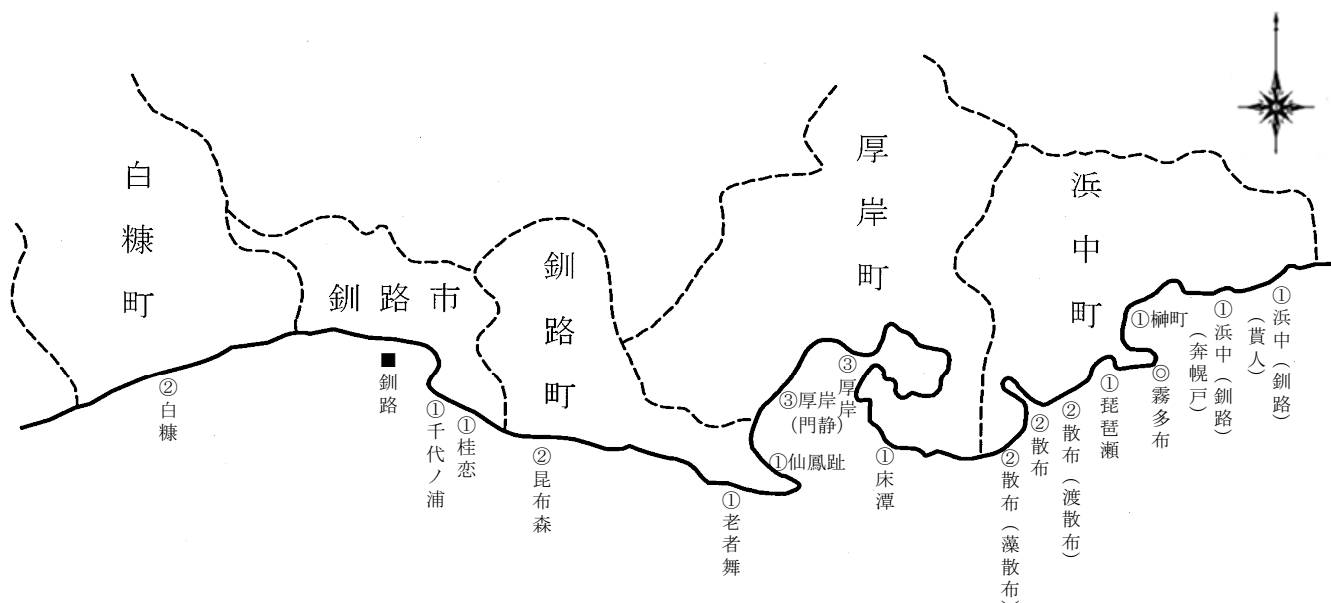 白糠町
釧路市
釧路町
厚岸町
浜中町
②白糠
■釧路
①千代ノ浦
①桂恋
②昆布森
①老者舞
①仙鳳趾
③厚岸
(門静)
③厚岸
①床潭
②散布(藻散布)
②散布
②散布(渡散布)
①琵琶瀬
◎霧多布
①榊町
①浜中(釧路)
(奔幌戸)
①浜中(釧路)
(貰人)